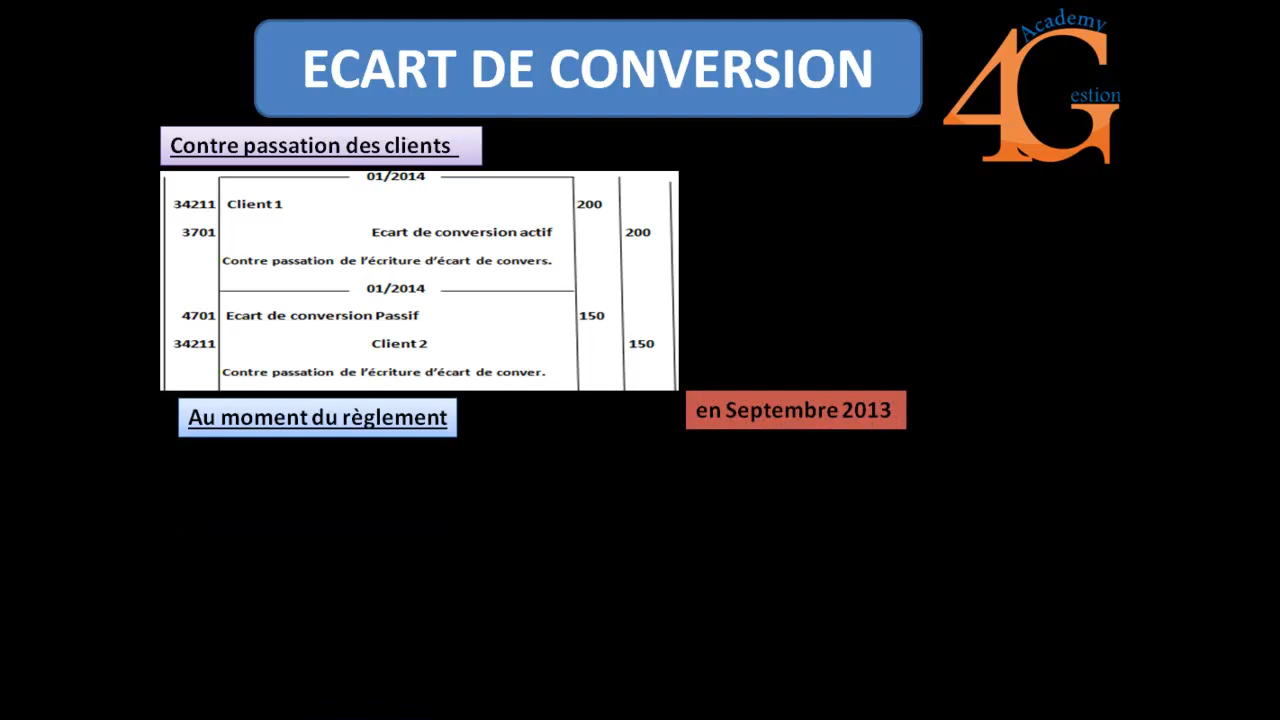 ECART DE CONVERSION
Academy
4G
estion
Contre passation des clients
01/2014
34211 Client 1 200
3701 Ecart de conversion actif 200
Contre passation de l'écriture d'écart de convers.
01/2014
4701 Ecart de conversion Passif 150
34211 Client 2 150
Contre passation de l'écriture d'écart de conver.
Au moment du règlement
en Septembre 2013